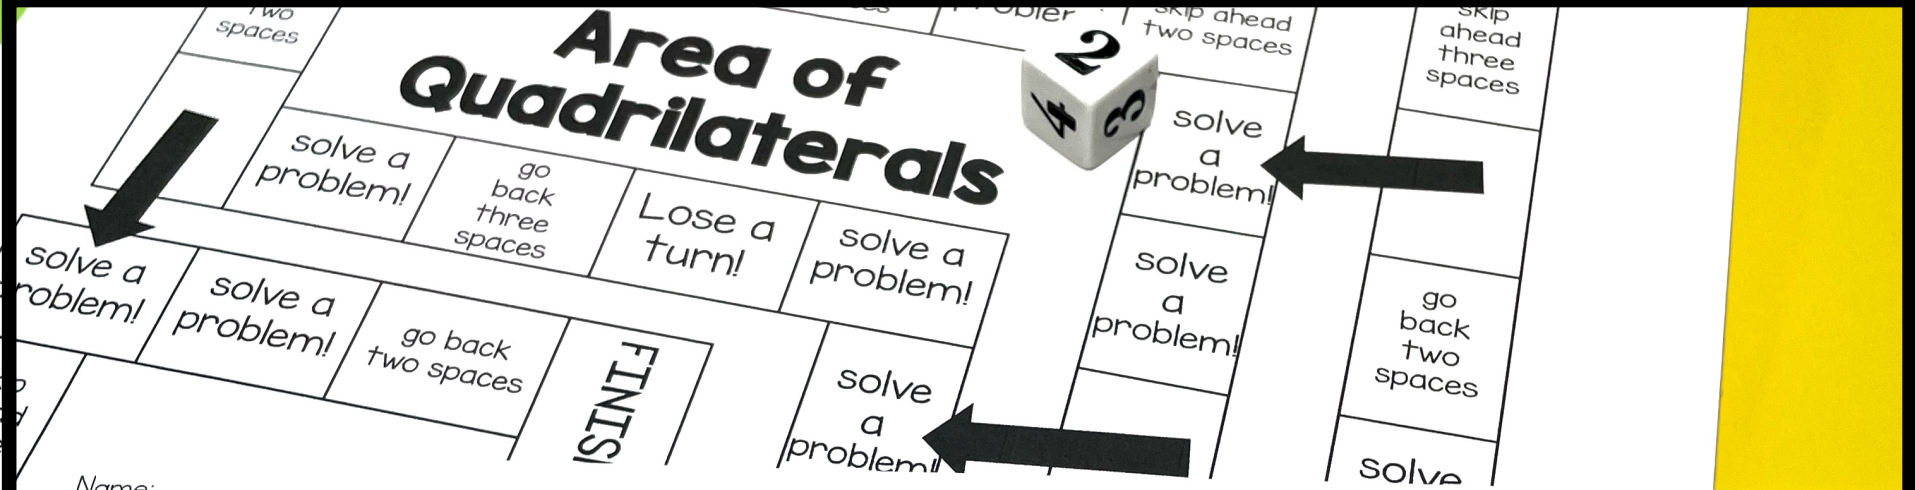 two
spaces
skip ahead
two spaces
skip
ahead
three
spaces
Area of
Quadrilaterals
2
4
3
solve a
problem!
go
back
three
spaces
Lose a
turn!
solve a
problem!
solve
a
problem!
solve
a
problem!
go
back
two
spaces
solve a
roblem!
solve a
problem!
go back
two spaces
FINIS
solve
a
problem!
solve
Name: